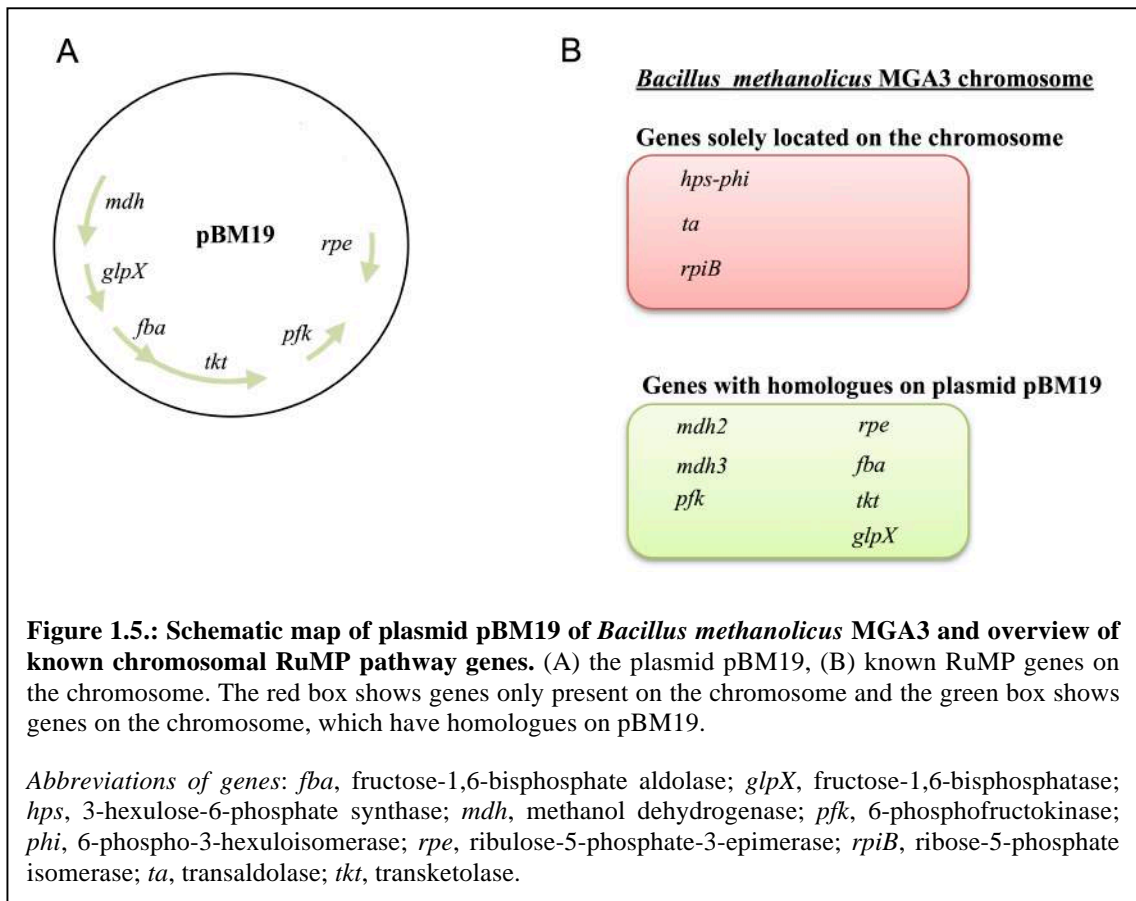 A
mdh
pBM19
rpe
glpX
fba
pfk
tkt
B
Bacillus methanolicus MGA3 chromosome
Genes solely located on the chromosome
hps-phi
ta
rpiB
Genes with homologues on plasmid pBM19
mdh2 rpe
mdh3 fba
pfk tkt
glpX
Figure 1.5.: Schematic map of plasmid pBM19 of Bacillus methanolicus MGA3 and overview of
known chromosomal RuMP pathway genes. (A) the plasmid pBM19, (B) known RuMP genes on
the chromosome. The red box shows genes only present on the chromosome and the green box shows
genes on the chromosome, which have homologues on pBM19.
Abbreviations of genes: fba, fructose-1,6-bisphosphate aldolase; glpX, fructose-1,6-bisphosphatase;
hps, 3-hexulose-6-phosphate synthase; mdh, methanol dehydrogenase; pfk, 6-phosphofructokinase;
phi, 6-phospho-3-hexuloisomerase; rpe, ribulose-5-phosphate-3-epimerase; rpiB, ribose-5-phosphate
isomerase; ta, transaldolase; tkt, transketolase.